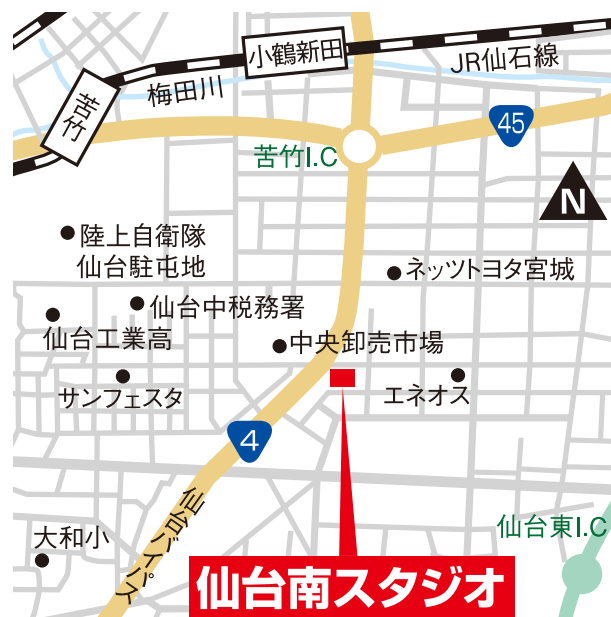 小鶴新田
JR仙石線
梅田川
苦竹
45
苦竹I.C
N
陸上自衛隊
仙台駐屯地
ネッツトヨタ宮城
仙台中税務署
仙台工業高
中央卸売市場
サンフェスタ
エネオス
4
仙台バイパス
仙台東I.C
大和小
仙台南スタジオ